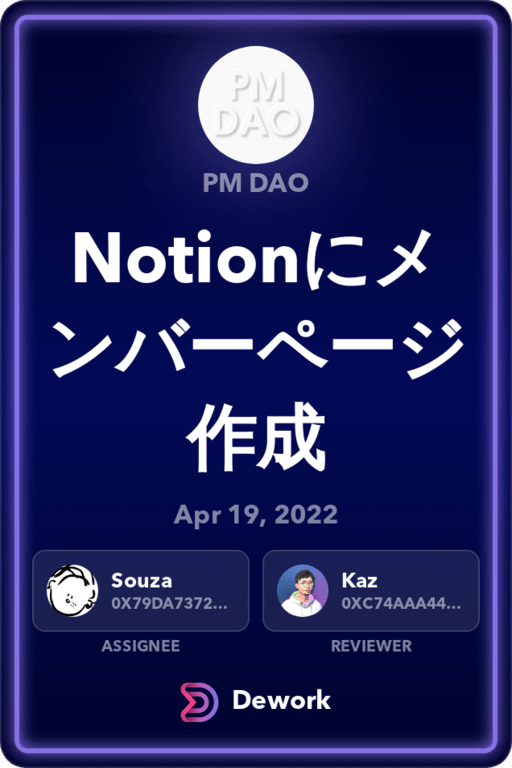 PM
DAO
PM DAO
Notionにメ
ンバーページ
作成
Apr 19, 2022
Souza
0X79DA7372...
Kaz
0XC74AAA44...
ASSIGNEE
REVIEWER
Dework